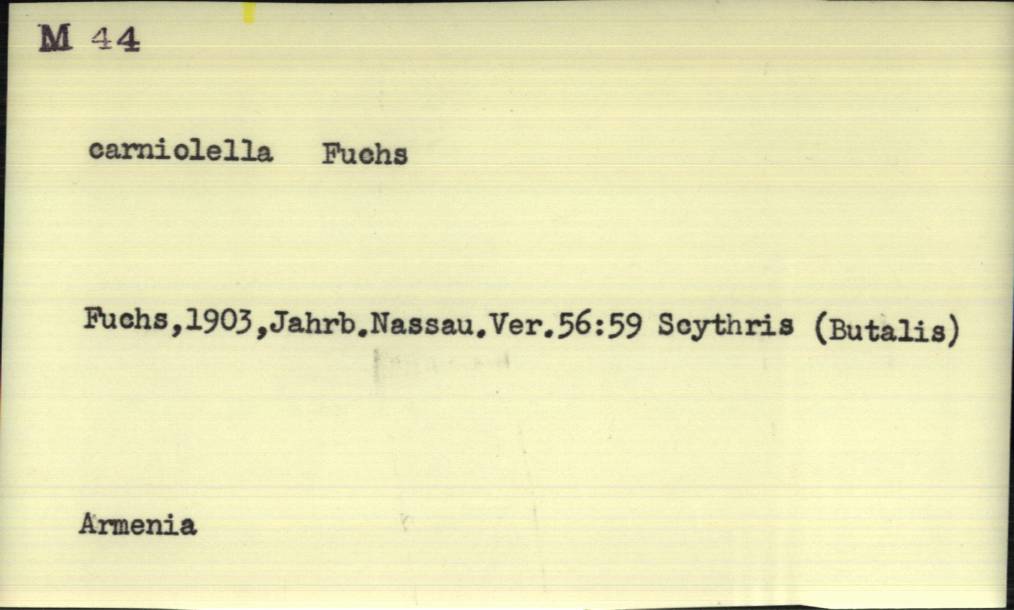 M 44
carniolella Fuchs
Fuchs,1903,Jahrb.Nassau.Ver.56:59 Scythris (Butalis)
Armenia